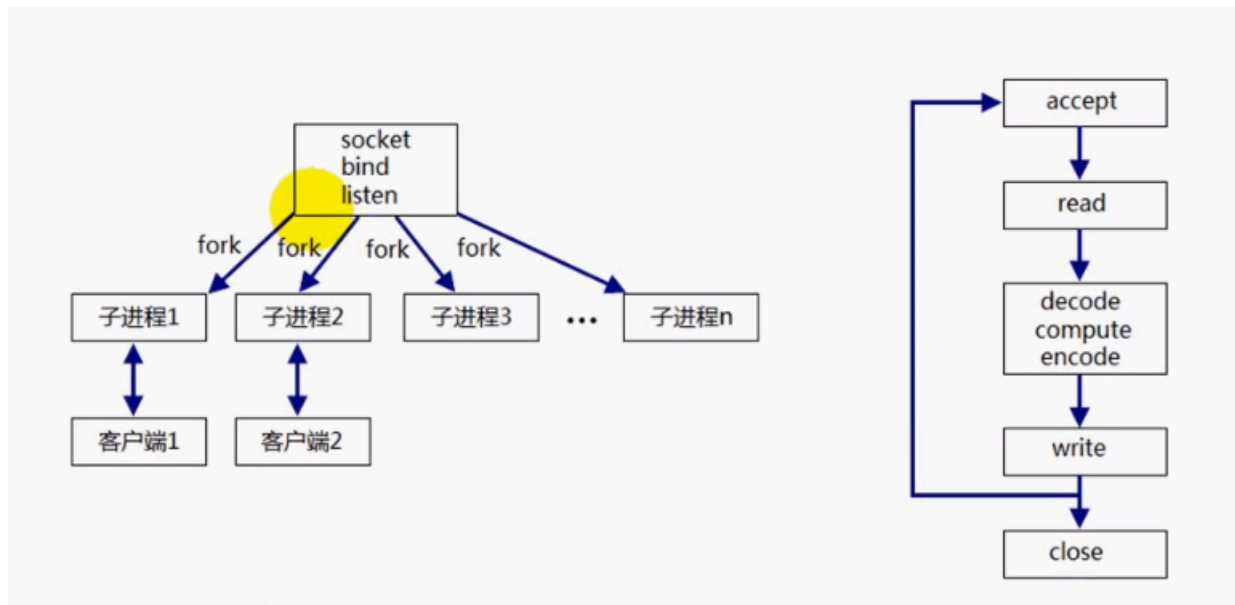 socket
bind
listen
fork
fork
fork
fork
子进程1
子进程2
子进程3
...
子进程n
客户端1
客户端2
accept
read
decode
compute
encode
write
close